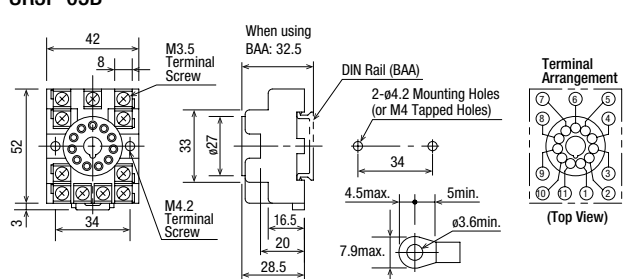 42
8
M3.5
Terminal
Screw
When using
BAA: 32.5
DIN Rail (BAA)
2-ø4.2 Mounting Holes
(or M4 Tapped Holes)
Terminal
Arrangement
52
33
ø27
34
3
34
M4.2
Terminal
Screw
16.5
20
28.5
4.5max.
5min.
ø3.6min.
7.9max.
7
6
5
8
4
9
3
10
11
1
2
(Top View)